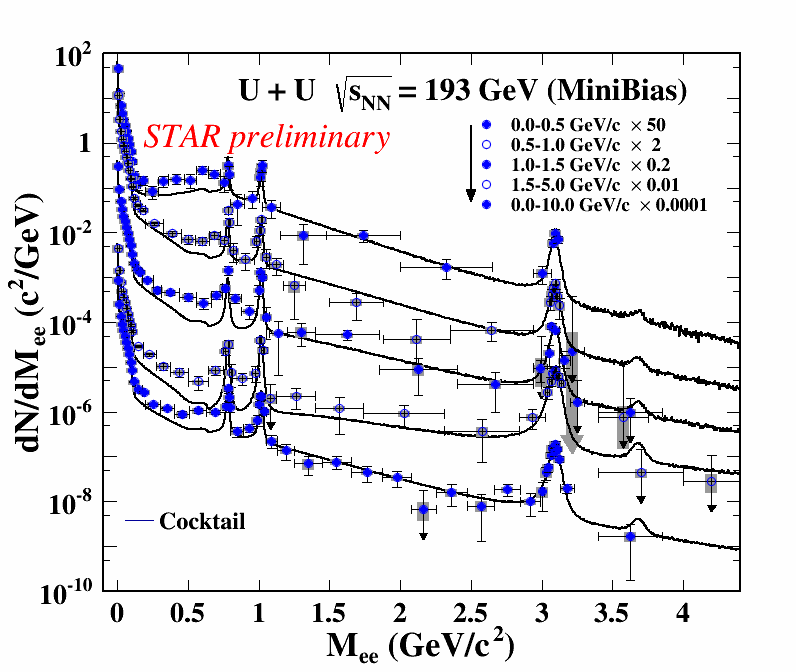 U + U √s_NN = 193 GeV (MiniBias)
STAR preliminary
0.0-0.5 GeV/c × 50
0.5-1.0 GeV/c × 2
1.0-1.5 GeV/c × 0.2
1.5-5.0 GeV/c × 0.01
0.0-10.0 GeV/c × 0.0001
dN/dM_ee (c^2/GeV)
10^2
1
10^-2
10^-4
10^-6
10^-8
10^-10
Cocktail
0 0.5 1 1.5 2 2.5 3 3.5 4
M_ee (GeV/c^2)